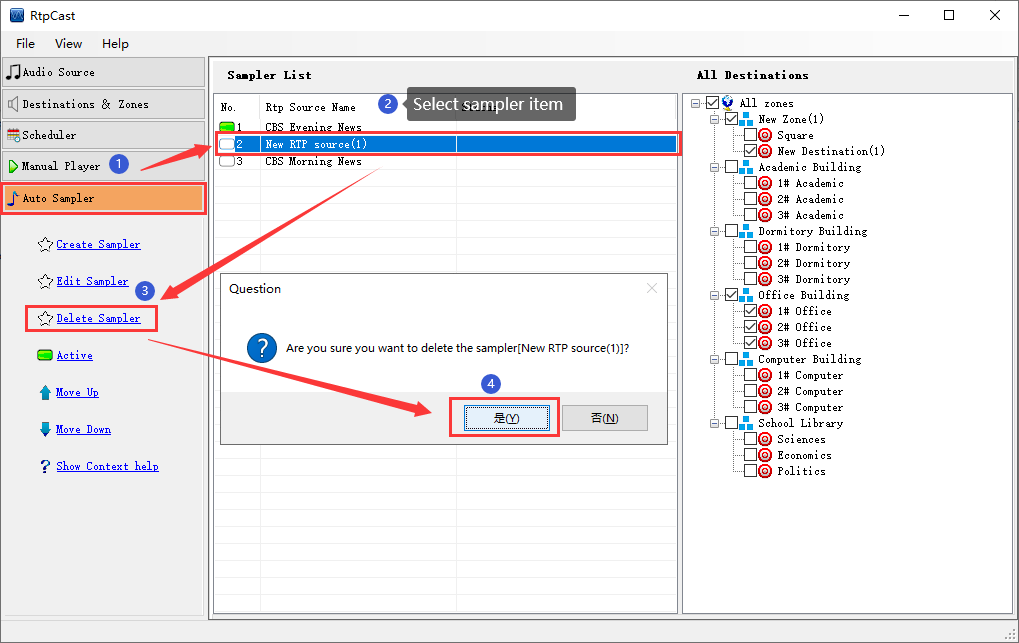 RtpCast
File View Help
Audio Source
Destinations & Zones
Scheduler
Manual Player
1
Auto Sampler
Create Sampler
Edit Sampler
3
Delete Sampler
Active
Move Up
Move Down
Show Context help
Sampler List
No. Rtp Source Name
2 Select sampler item
1 CBS Evening News
2 New RTP source(1)
3 CBS Morning News
Question
Are you sure you want to delete the sampler[New RTP source(1)]?
4
是(Y) 否(N)
All Destinations
All zones
New Zone(1)
Square
New Destination(1)
Academic Building
1# Academic
2# Academic
3# Academic
Dormitory Building
1# Dormitory
2# Dormitory
3# Dormitory
Office Building
1# Office
2# Office
3# Office
Computer Building
1# Computer
2# Computer
3# Computer
School Library
Sciences
Economics
Politics